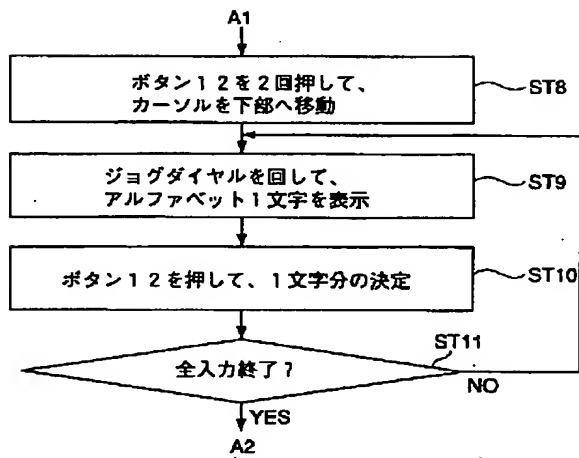 A1
ボタン12を2回押して、
カーソルを下部へ移動
ST8
ジョグダイヤルを回して、
アルファベット1文字を表示
ST9
ボタン12を押して、1文字分の決定
ST10
ST11
全入力終了?
NO
YES
A2